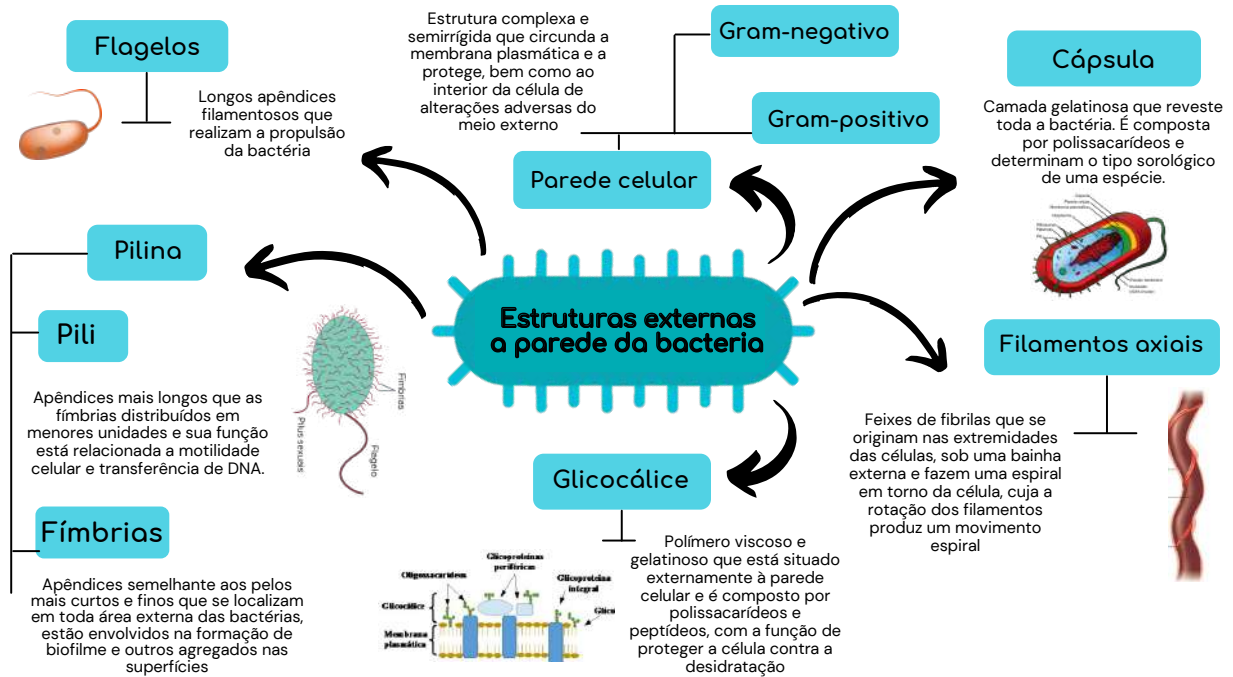 Flagelos
Longos apêndices
filamentosos que
realizam a propulsão
da bactéria
Estrutura complexa e
semirrígida que circunda a
membrana plasmática e a
protege, bem como ao
interior da célula de
alterações adversas do
meio externo
Gram-negativo
Gram-positivo
Parede celular
Cápsula
Camada gelatinosa que reveste
toda a bactéria. É composta
por polissacarídeos e
determinam o tipo sorológico
de uma espécie.
Pilina
Pili
Apêndices mais longos que as
fímbrias distribuídos em
menores unidades e sua função
está relacionada a motilidade
celular e transferência de DNA.
Fímbrias
Apêndices semelhante aos pelos
mais curtos e finos que se localizam
em toda área externa das bactérias,
estão envolvidos na formação de
biofilme e outros agregados nas
superfícies
Fímbrias
Pilus sexuais
Flagelo
Estruturas externas
a parede da bacteria
Filamentos axiais
Feixes de fibrilas que se
originam nas extremidades
das células, sob uma bainha
externa e fazem uma espiral
em torno da célula, cuja a
rotação dos filamentos
produz um movimento
espiral
Glicocálice
Polímero viscoso e
gelatinoso que está situado
externamente à parede
celular e é composto por
polissacarídeos e
peptídeos, com a função de
proteger a célula contra a
desidratação
Glicoproteínas
periféricas
Oligossacarídeos
Glicoproteína
integral
Glicocálice
Glico
Membrana
plasmática